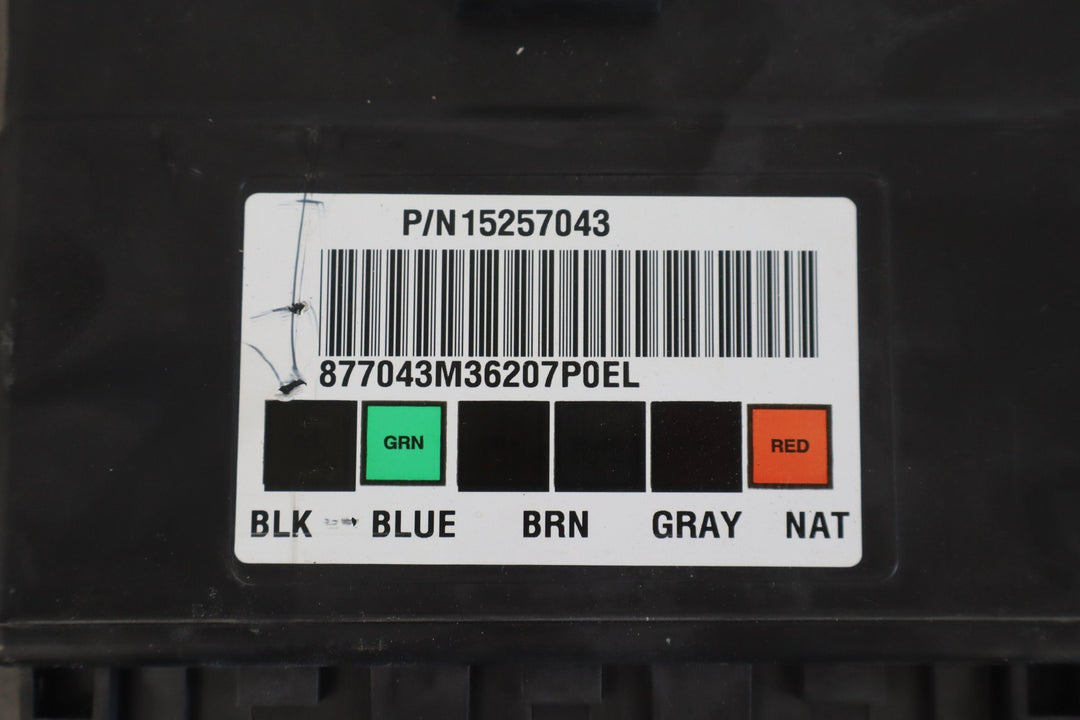 P/N15257043
877043M36207P0EL
GRN RED
BLK BLUE BRN GRAY NAT